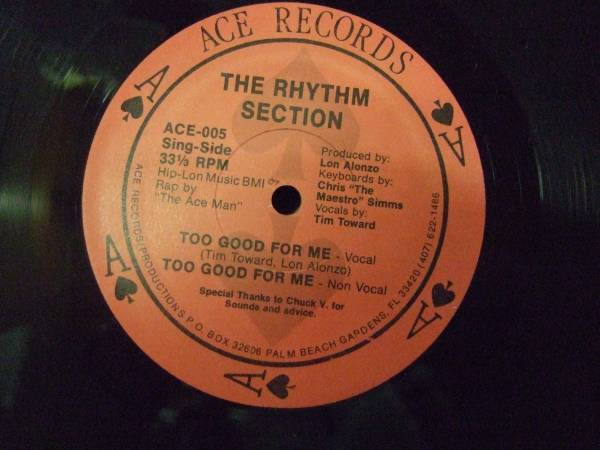 ACE RECORDS
THE RHYTHM
SECTION
ACE-005
Sing-Side
33⅓ RPM
Hip-Lon Music BMI
Rap by
"The Ace Man"
Produced by:
Lon Alonzo
Keyboards by:
Chris "The
Maestro" Simms
Vocals by:
Tim Toward
TOO GOOD FOR ME - Vocal
(Tim Toward, Lon Alonzo)
TOO GOOD FOR ME - Non Vocal
Special Thanks to Chuck V. for
Sounds and advice.
ACE RECORDS/PRODUCTIONS P.O. BOX 32606 PALM BEACH GARDENS, FL 33420 (407) 622-1486
A
A
A
A
A